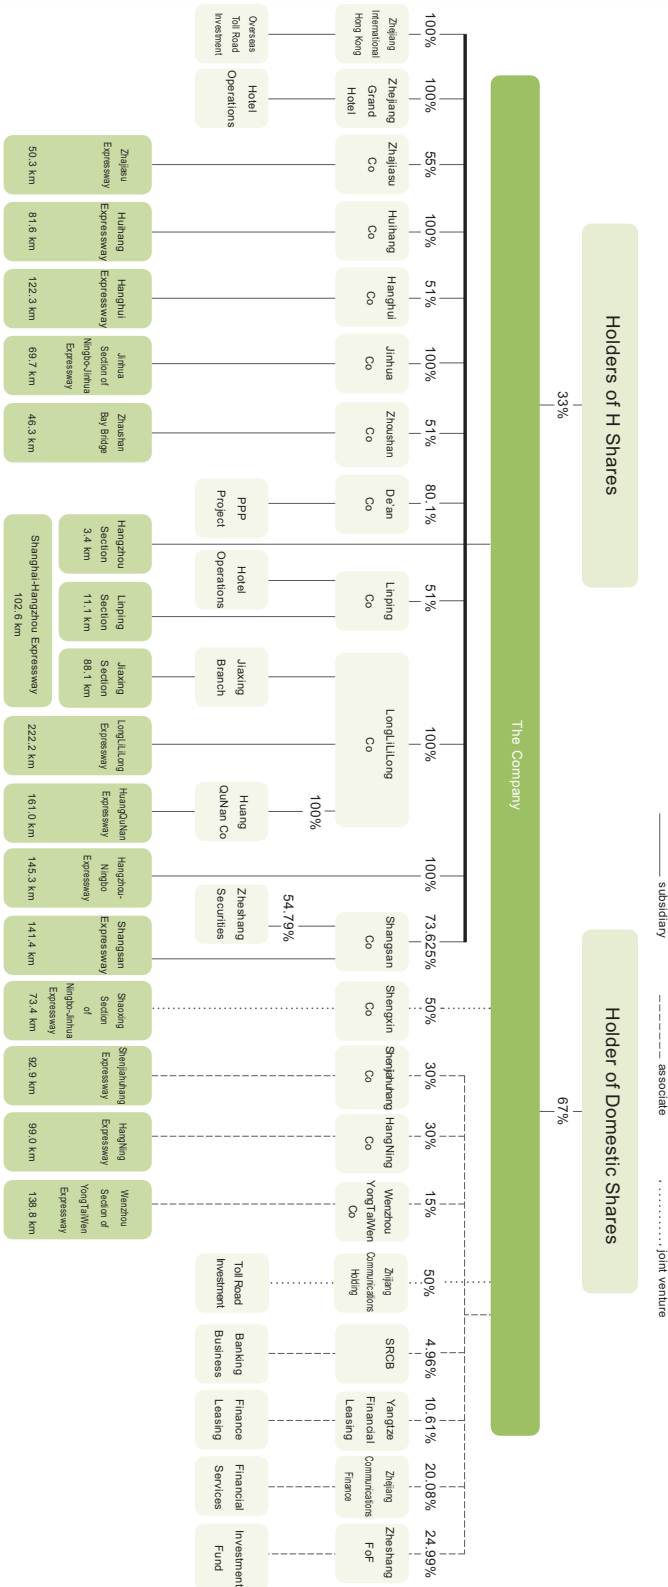 subsidiary
associate
joint venture
Holders of H Shares
Holder of Domestic Shares
33%
67%
The Company
100%
100%
55%
100%
51%
100%
51%
80.1%
51%
100%
100%
73.625%
50%
30%
30%
15%
50%
4.96%
10.61%
20.08%
24.99%
Zhejiang
International
Hong Kong
Zhejiang
Grand
Hotel
Zhajiasu
Co
Huihang
Co
Hanghui
Co
Jinhua
Co
Zhoushan
Co
De'an
Co
Linping
Co
LongLiLiLong
Co
Shangsan
Co
Shengxin
Co
Shenjiahuhang
Co
HangNing
Co
Wenzhou
YongTaiWen
Co
Zhijiang
Communications
Holding
SRCB
Yangtze
Financial
Leasing
Zhejiang
Communications
Finance
Zheshang
FoF
100%
54.79%
Overseas
Toll Road
Investment
Hotel
Operations
PPP
Project
Hotel
Operations
Jiaxing
Branch
Huang
QuNan Co
Zheshang
Securities
Toll Road
Investment
Banking
Business
Finance
Leasing
Financial
Services
Investment
Fund
Zhajiasu
Expressway
50.3 km
Huihang
Expressway
81.6 km
Hanghui
Expressway
122.3 km
Jinhua
Section of
Ningbo-Jinhua
Expressway
69.7 km
Zhaushan
Bay Bridge
46.3 km
Hangzhou
Section
3.4 km
Linping
Section
11.1 km
Jiaxing
Section
88.1 km
Shanghai-Hangzhou Expressway
102.6 km
LongLiLiLong
Expressway
222.2 km
HuangQuNan
Expressway
161.0 km
Hangzhou-
Ningbo
Expressway
145.3 km
Shangsan
Expressway
141.4 km
Shaoxing
Section
of
Ningbo-Jinhua
Expressway
73.4 km
Shenjiahuhang
Expressway
92.9 km
HangNing
Expressway
99.0 km
Wenzhou
Section of
YongTaiWen
Expressway
138.8 km